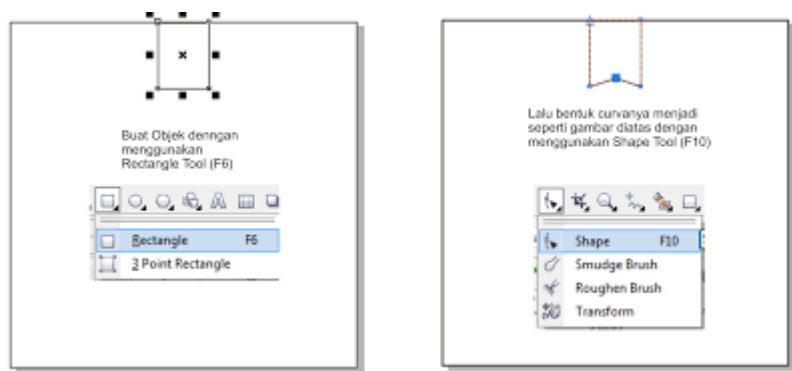 Buat Objek denngan
menggunakan
Rectangle Tool (F6)
Rectangle F6
3 Point Rectangle
Lalu bentuk curvanya menjadi
seperti gambar diatas dengan
menggunakan Shape Tool (F10)
Shape F10
Smudge Brush
Roughen Brush
Transform